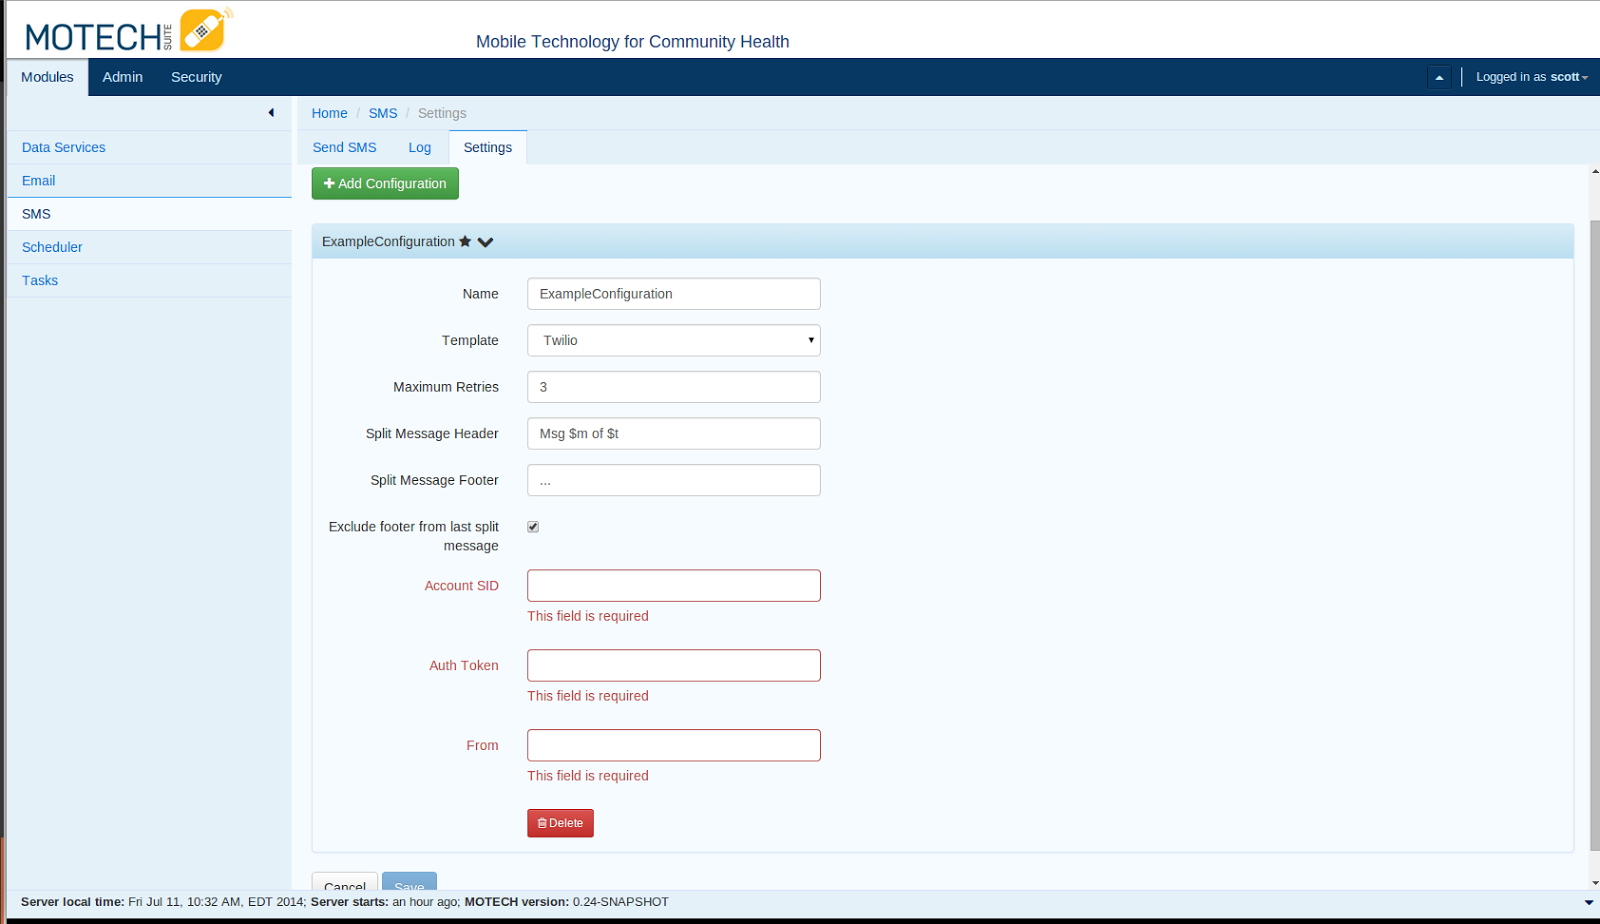 MOTECH SUITE
Mobile Technology for Community Health
Modules Admin Security Logged in as scott
Home / SMS / Settings
Send SMS Log Settings
Data Services
Email
SMS
Scheduler
Tasks
Add Configuration
ExampleConfiguration
Name ExampleConfiguration
Template Twilio
Maximum Retries 3
Split Message Header Msg $m of $t
Split Message Footer ...
Exclude footer from last split
message
Account SID
This field is required
Auth Token
This field is required
From
This field is required
Delete
Cancel Save
Server local time: Fri Jul 11, 10:32 AM, EDT 2014; Server starts: an hour ago; MOTECH version: 0.24-SNAPSHOT